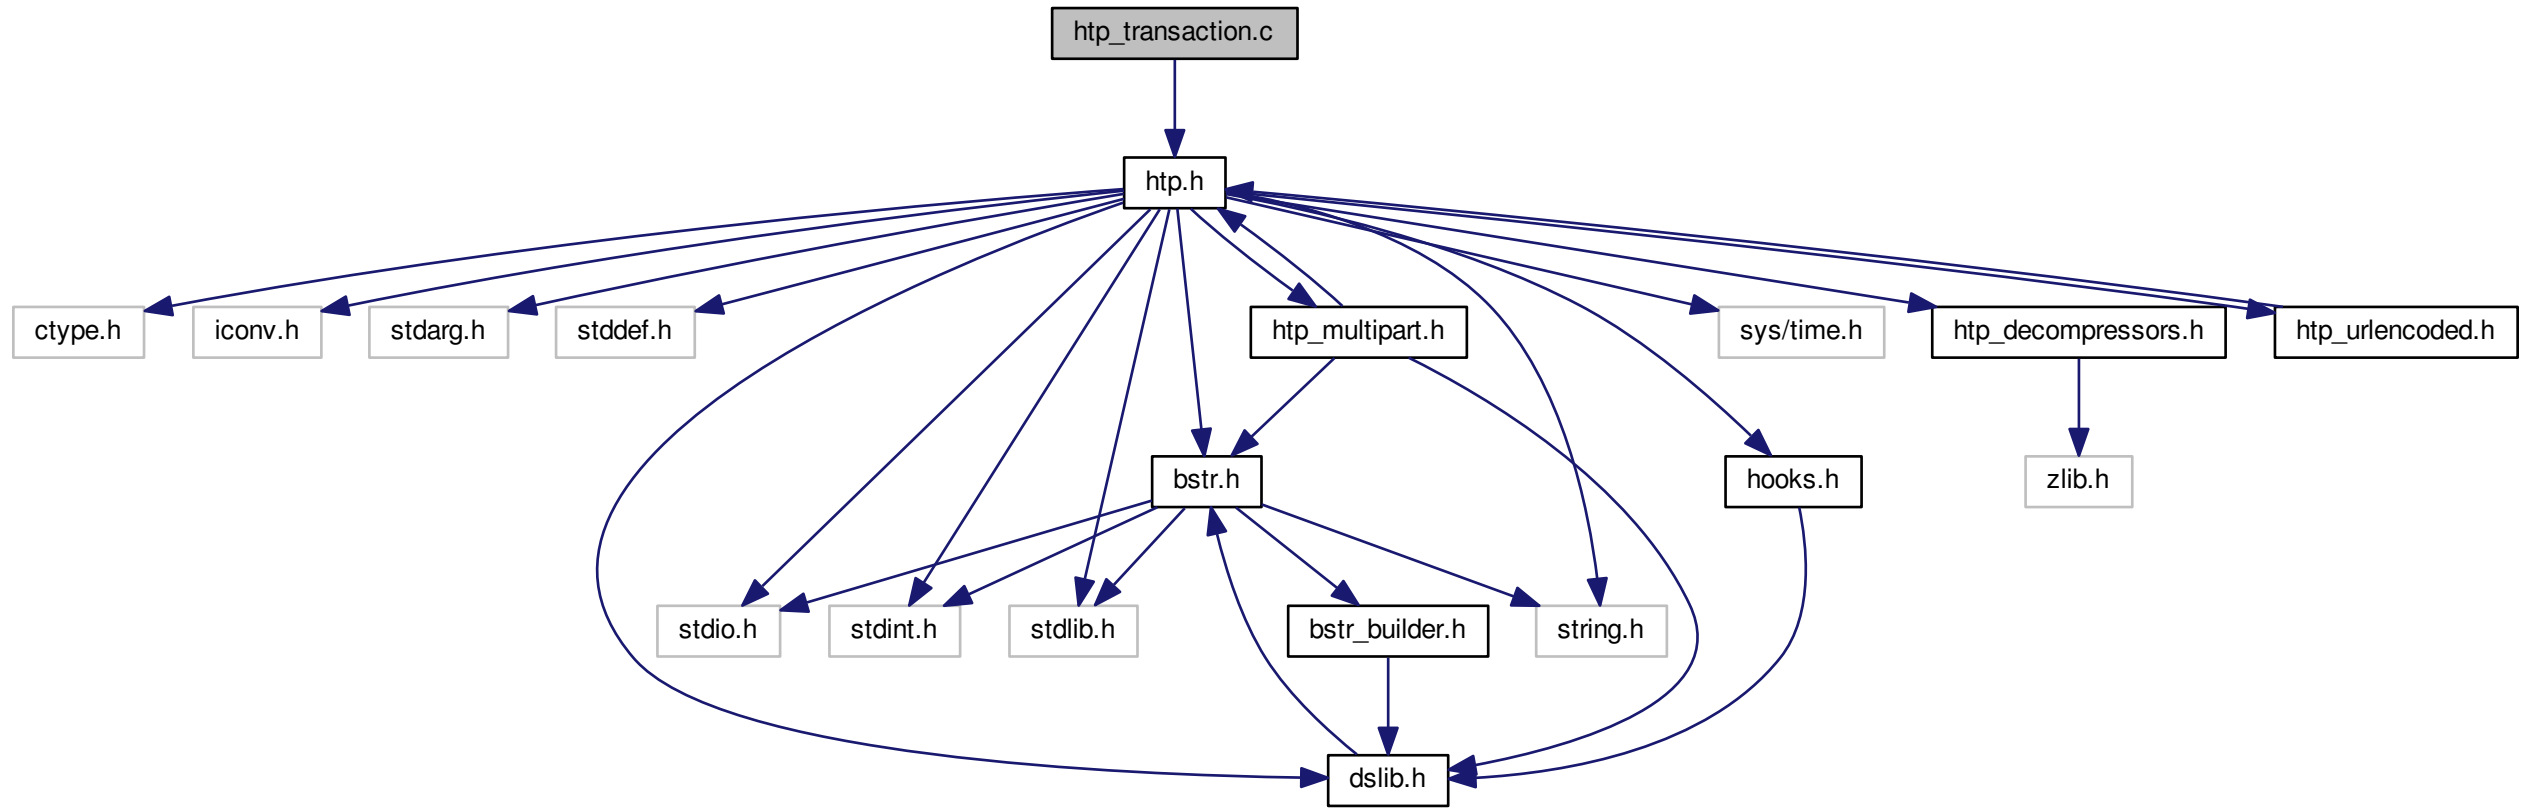 htp_transaction.c
htp.h
ctype.h
iconv.h
stdarg.h
stddef.h
htp_multipart.h
sys/time.h
htp_decompressors.h
htp_urlencoded.h
bstr.h
hooks.h
zlib.h
stdio.h
stdint.h
stdlib.h
bstr_builder.h
string.h
dslib.h